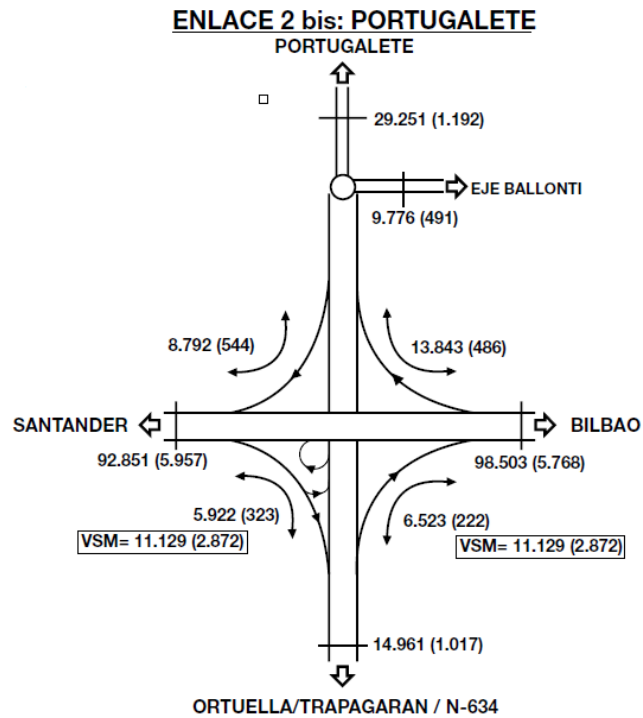 ENLACE 2 bis: PORTUGALETE
PORTUGALETE
29.251 (1.192)
EJE BALLONTI
9.776 (491)
8.792 (544)
13.843 (486)
SANTANDER
BILBAO
92.851 (5.957)
98.503 (5.768)
5.922 (323)
6.523 (222)
VSM= 11.129 (2.872)
VSM= 11.129 (2.872)
14.961 (1.017)
ORTUELLA/TRAPAGARAN / N-634